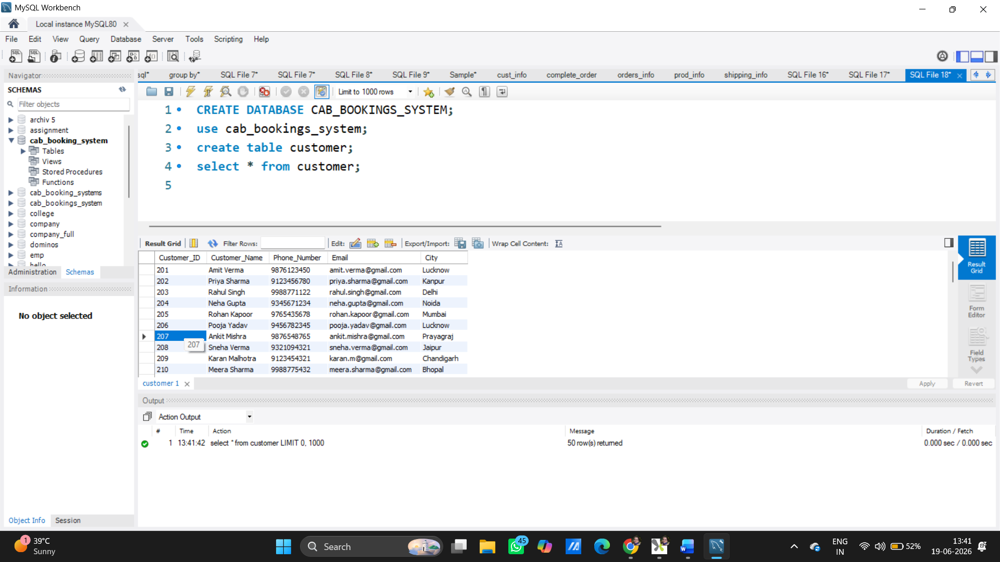 MySQL Workbench
Local instance MySQL80
File Edit View Query Database Server Tools Scripting Help
Navigator
SCHEMAS
Filter objects
archiv 5
assignment
cab_booking_system
Tables
Views
Stored Procedures
Functions
cab_booking_systems
cab_bookings_system
college
company
company_full
dominos
emp
hello
Administration Schemas
Information
No object selected
Object Info Session
sql* group by* SQL File 7* SQL File 7* SQL File 8* SQL File 9* Sample* cust_info complete_order orders_info prod_info shipping_info SQL File 16* SQL File 17* SQL File 18*
Limit to 1000 rows
1 CREATE DATABASE CAB_BOOKINGS_SYSTEM;
2 use cab_bookings_system;
3 create table customer;
4 select * from customer;
5
Result Grid Filter Rows: Edit: Export/Import: Wrap Cell Content: IA
Customer_ID Customer_Name Phone_Number Email City
201 Amit Verma 9876123450 amit.verma@gmail.com Lucknow
202 Priya Sharma 9123456780 priya.sharma@gmail.com Kanpur
203 Rahul Singh 9988771122 rahul.singh@gmail.com Delhi
204 Neha Gupta 9345671234 neha.gupta@gmail.com Noida
205 Rohan Kapoor 9765435678 rohan.kapoor@gmail.com Mumbai
206 Pooja Yadav 9456782345 pooja.yadav@gmail.com Lucknow
207 Ankit Mishra 9876548765 ankit.mishra@gmail.com Prayagraj
207
208 Sneha Verma 9321094321 sneha.verma@gmail.com Jaipur
209 Karan Malhotra 9123454321 karan.m@gmail.com Chandigarh
210 Meera Sharma 9988775432 meera.sharma@gmail.com Bhopal
Result Grid
Form Editor
Field Types
customer 1
Apply Revert
Output
Action Output
# Time Action Message Duration / Fetch
1 13:41:42 select * from customer LIMIT 0, 1000 50 row(s) returned 0.000 sec / 0.000 sec
1 39°C
Sunny
Search
45
ENG
IN
52%
13:41
19-06-2026